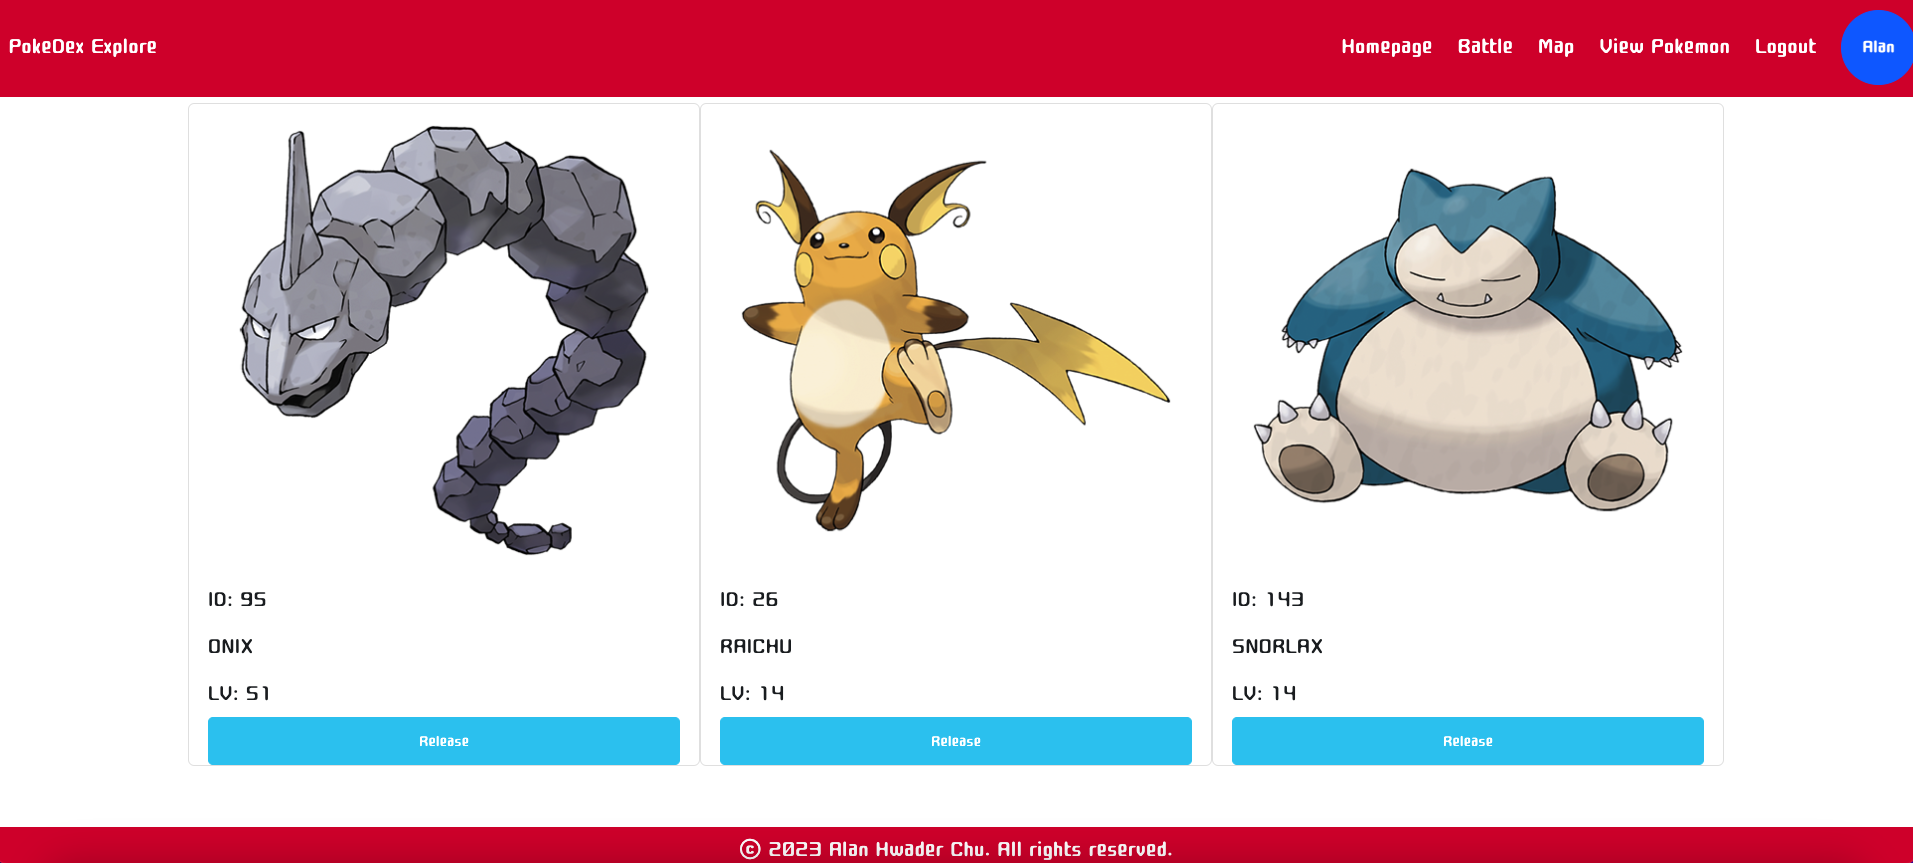 PokeDex Explore
Homepage Battle Map View Pokemon Logout Alan
ID: 95
ONIX
LV: 51
Release
ID: 26
RAICHU
LV: 14
Release
ID: 143
SNORLAX
LV: 14
Release
© 2023 Alan Hwader Chu. All rights reserved.